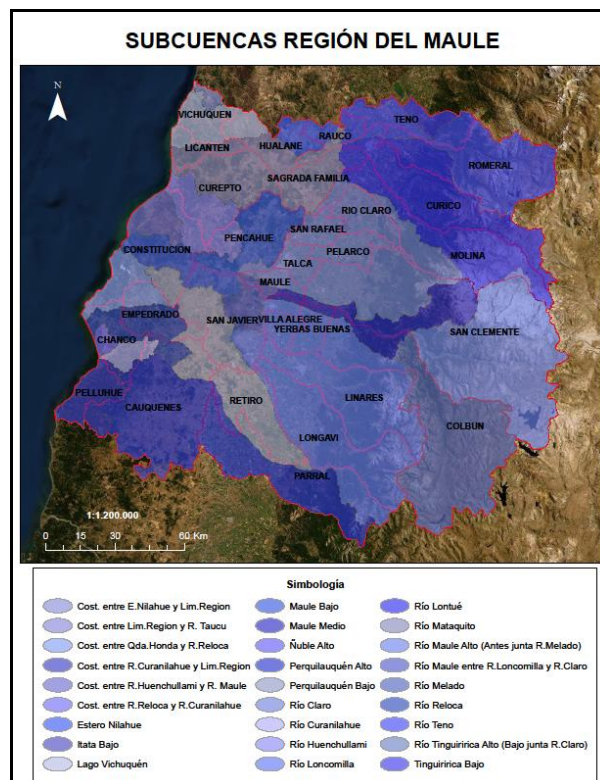 SUBCUENCAS REGIÓN DEL MAULE
N
VICHUQUEN
TENO
LICANTEN
HUALANE
RAUCO
ROMERAL
SAGRADA FAMILIA
CUREPTO
RIO CLARO
CURICO
SAN RAFAEL
PENCAHUE
CONSTITUCIÓN
PELARCO
MOLINA
TALCA
MAULE
EMPEDRADO
SAN JAVIER
VILLA ALEGRE
YERBAS BUENAS
SAN CLEMENTE
CHANCO
PELLUHUE
CAUQUENES
RETIRO
LINARES
COLBUN
LONGAVI
PARRAL
1:1.200.000
0 15 30 60 Km
Simbología
Cost. entre E.Nilahue y Lim.Region
Cost. entre Lim.Region y R. Taucu
Cost. entre Qda.Honda y R.Reloca
Cost. entre R.Curanilahue y Lim.Región
Cost. entre R.Huenchullami y R. Maule
Cost. entre R.Reloca y R.Curanilahue
Estero Nilahue
Itata Bajo
Lago Vichuquén
Maule Bajo
Maule Medio
Ñuble Alto
Perquilauquén Alto
Perquilauquén Bajo
Río Claro
Río Curanilahue
Río Huenchullami
Río Loncomilla
Río Lontué
Río Mataquito
Río Maule Alto (Antes junta R.Melado)
Río Maule entre R.Loncomilla y R.Claro
Río Melado
Río Reloca
Río Teno
Río Tinguiririca Alto (Bajo junta R.Claro)
Tinguiririca Bajo